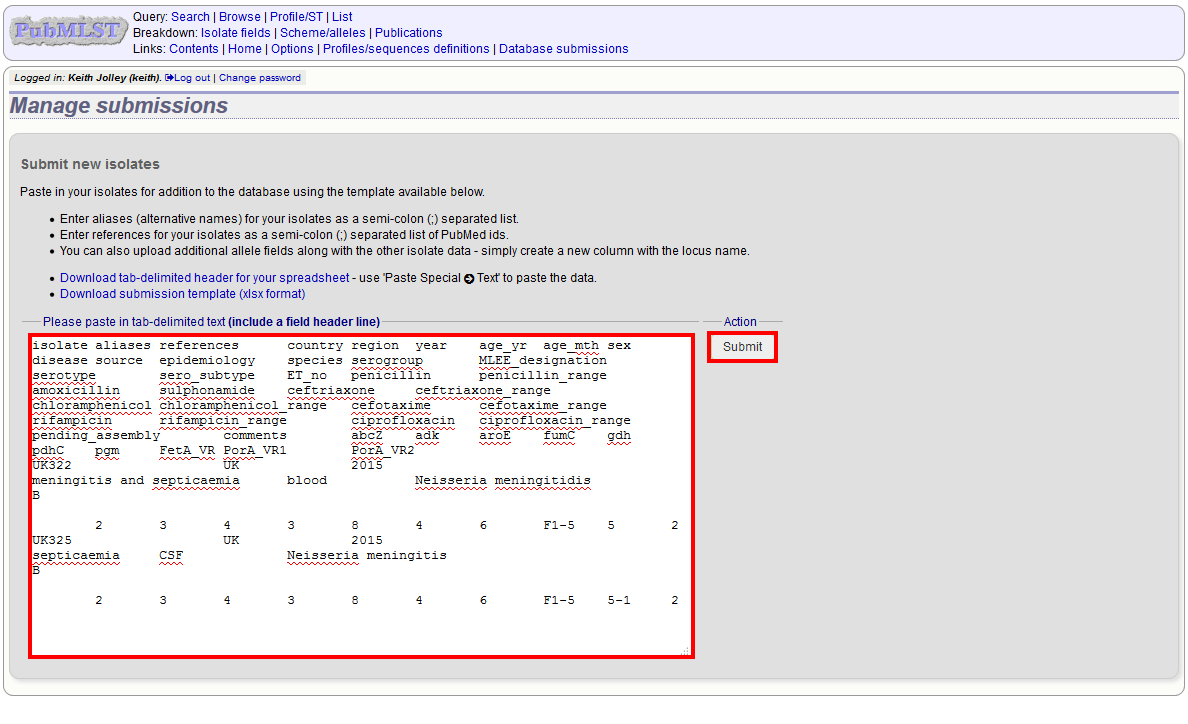 PubMLST
Query: Search | Browse | Profile/ST | List
Breakdown: Isolate fields | Scheme/alleles | Publications
Links: Contents | Home | Options | Profiles/sequences definitions | Database submissions
Logged in: Keith Jolley (keith). Log out | Change password
Manage submissions
Submit new isolates
Paste in your isolates for addition to the database using the template available below.
• Enter aliases (alternative names) for your isolates as a semi-colon (;) separated list.
• Enter references for your isolates as a semi-colon (;) separated list of PubMed ids.
• You can also upload additional allele fields along with the other isolate data - simply create a new column with the locus name.
• Download tab-delimited header for your spreadsheet - use 'Paste Special ➲ Text' to paste the data.
• Download submission template (xlsx format)
Please paste in tab-delimited text (include a field header line)
isolate aliases references country region year age_yr age_mth sex
disease source epidemiology species serogroup MLEE_designation
serotype sero_subtype ET_no penicillin penicillin_range
amoxicillin sulphonamide ceftriaxone ceftriaxone_range
chloramphenicol chloramphenicol_range cefotaxime cefotaxime_range
rifampicin rifampicin_range ciprofloxacin ciprofloxacin_range
pending_assembly comments abcZ adk aroE fumC gdh
pdhC pgm FetA_VR PorA_VR1 PorA_VR2
UK322 UK 2015
meningitis and septicaemia blood Neisseria meningitidis
B
2 3 4 3 8 4 6 F1-5 5 2
UK325 UK 2015
septicaemia CSF Neisseria meningitis
B
2 3 4 3 8 4 6 F1-5 5-1 2
Action
Submit